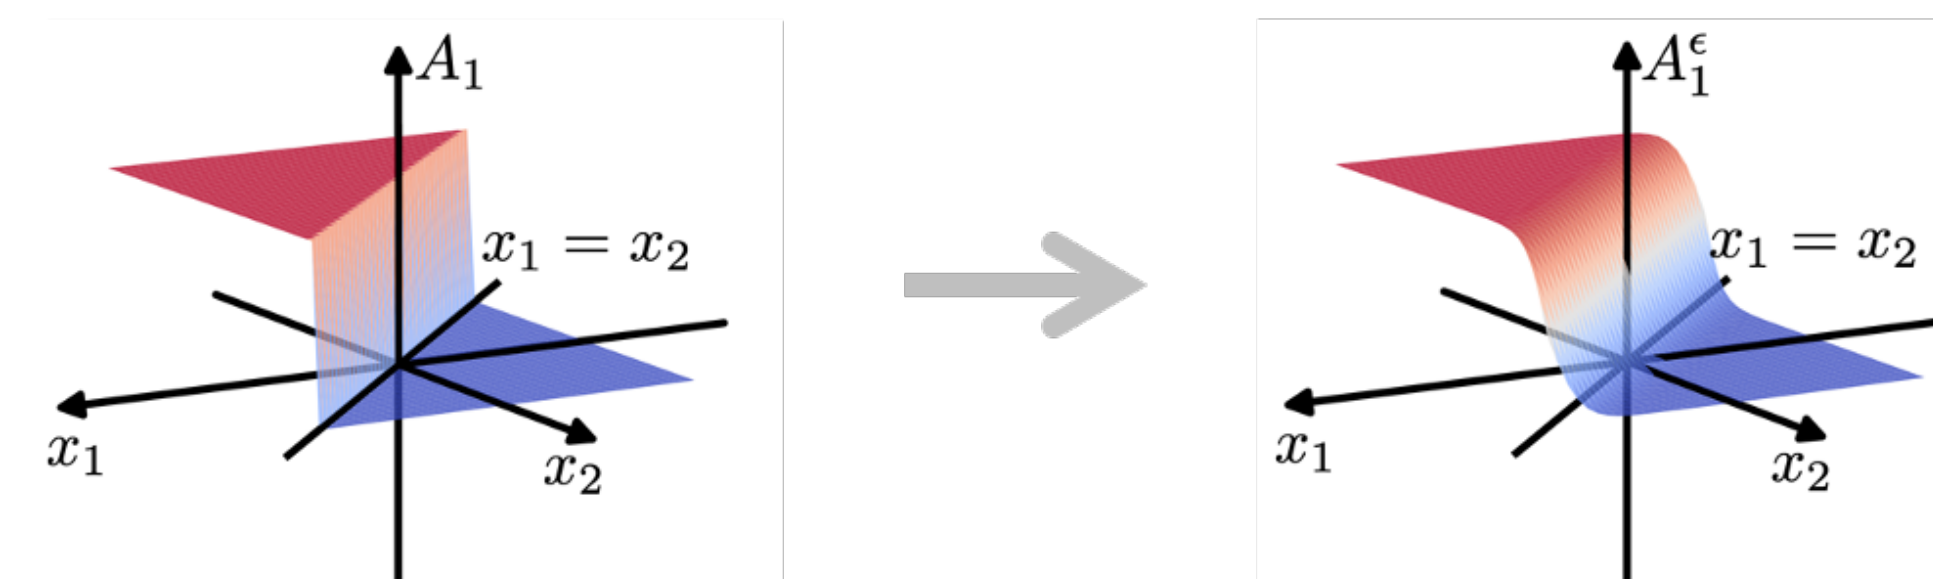 A₁
x₁ = x₂
x₁
x₂
A₁^ϵ
x₁ = x₂
x₁
x₂